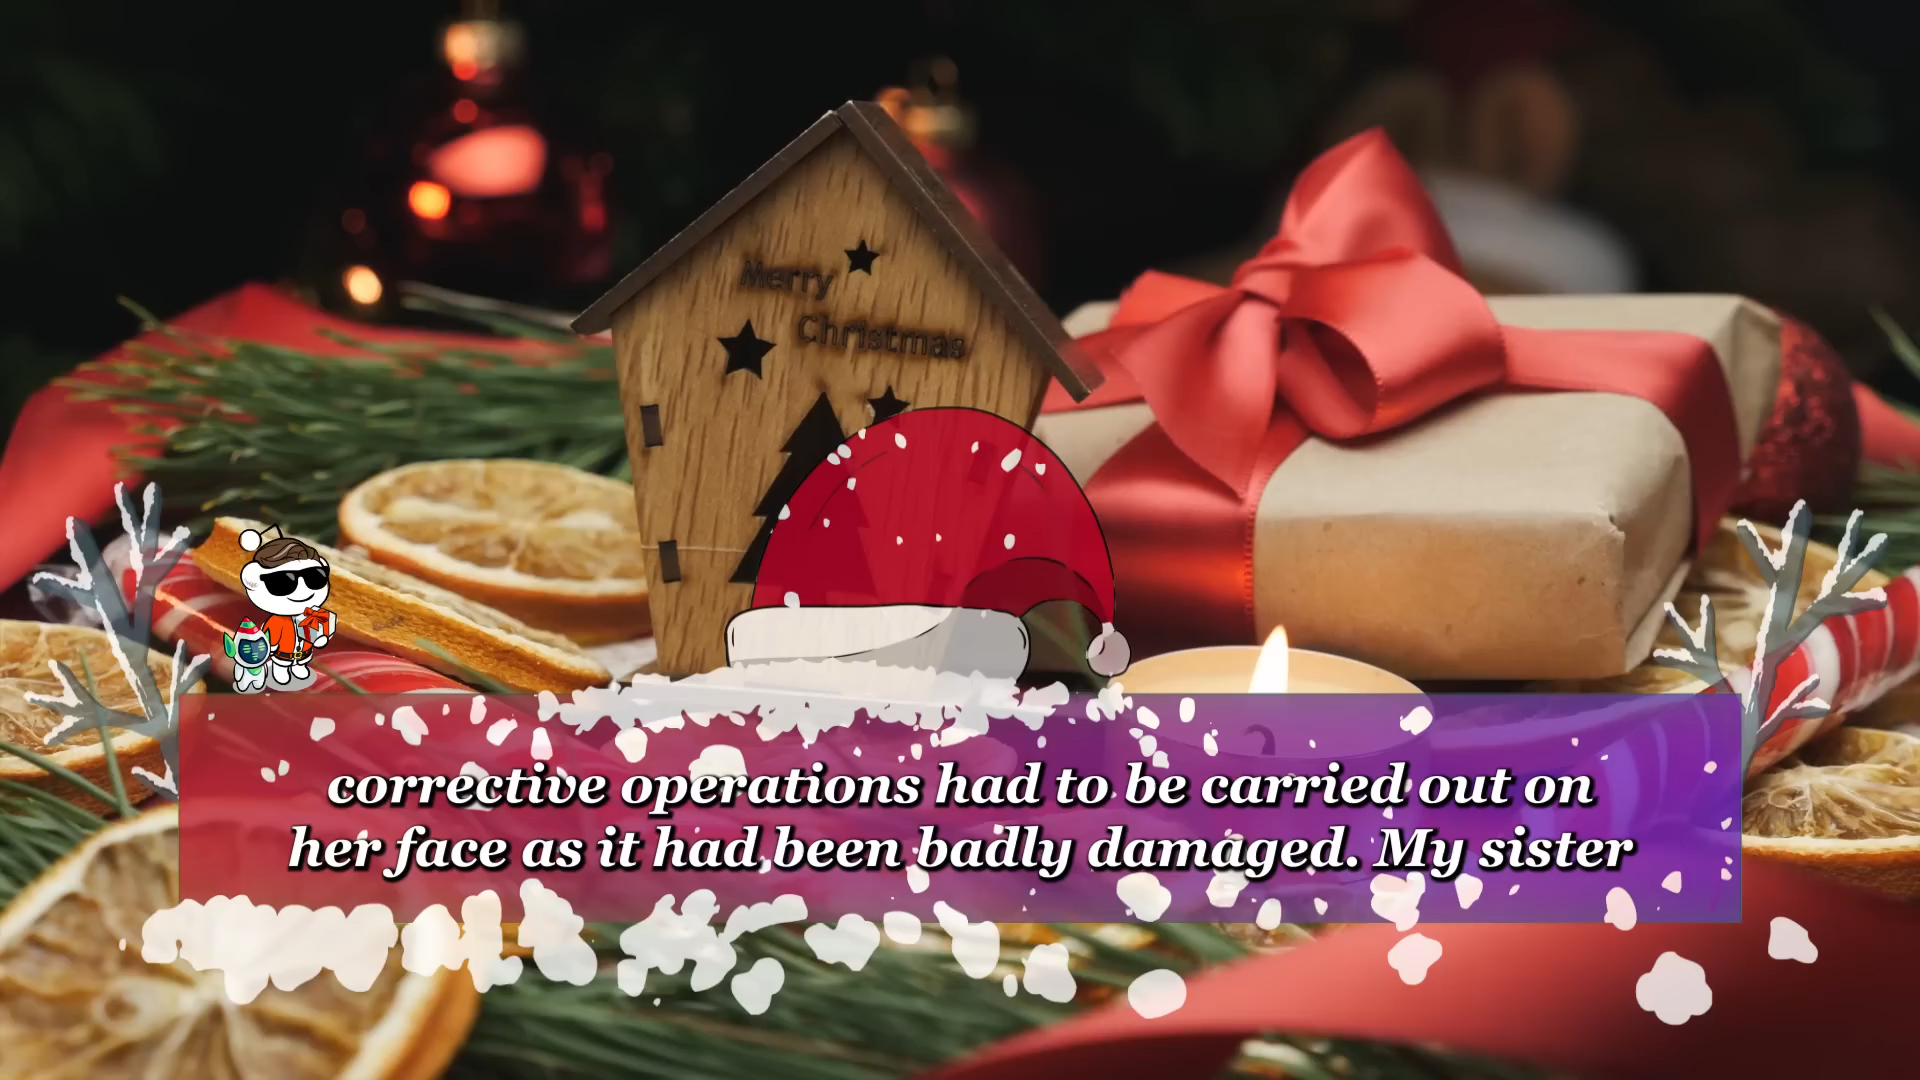 Merry
Christmas
corrective operations had to be carried out on
her face as it had been badly damaged. My sister